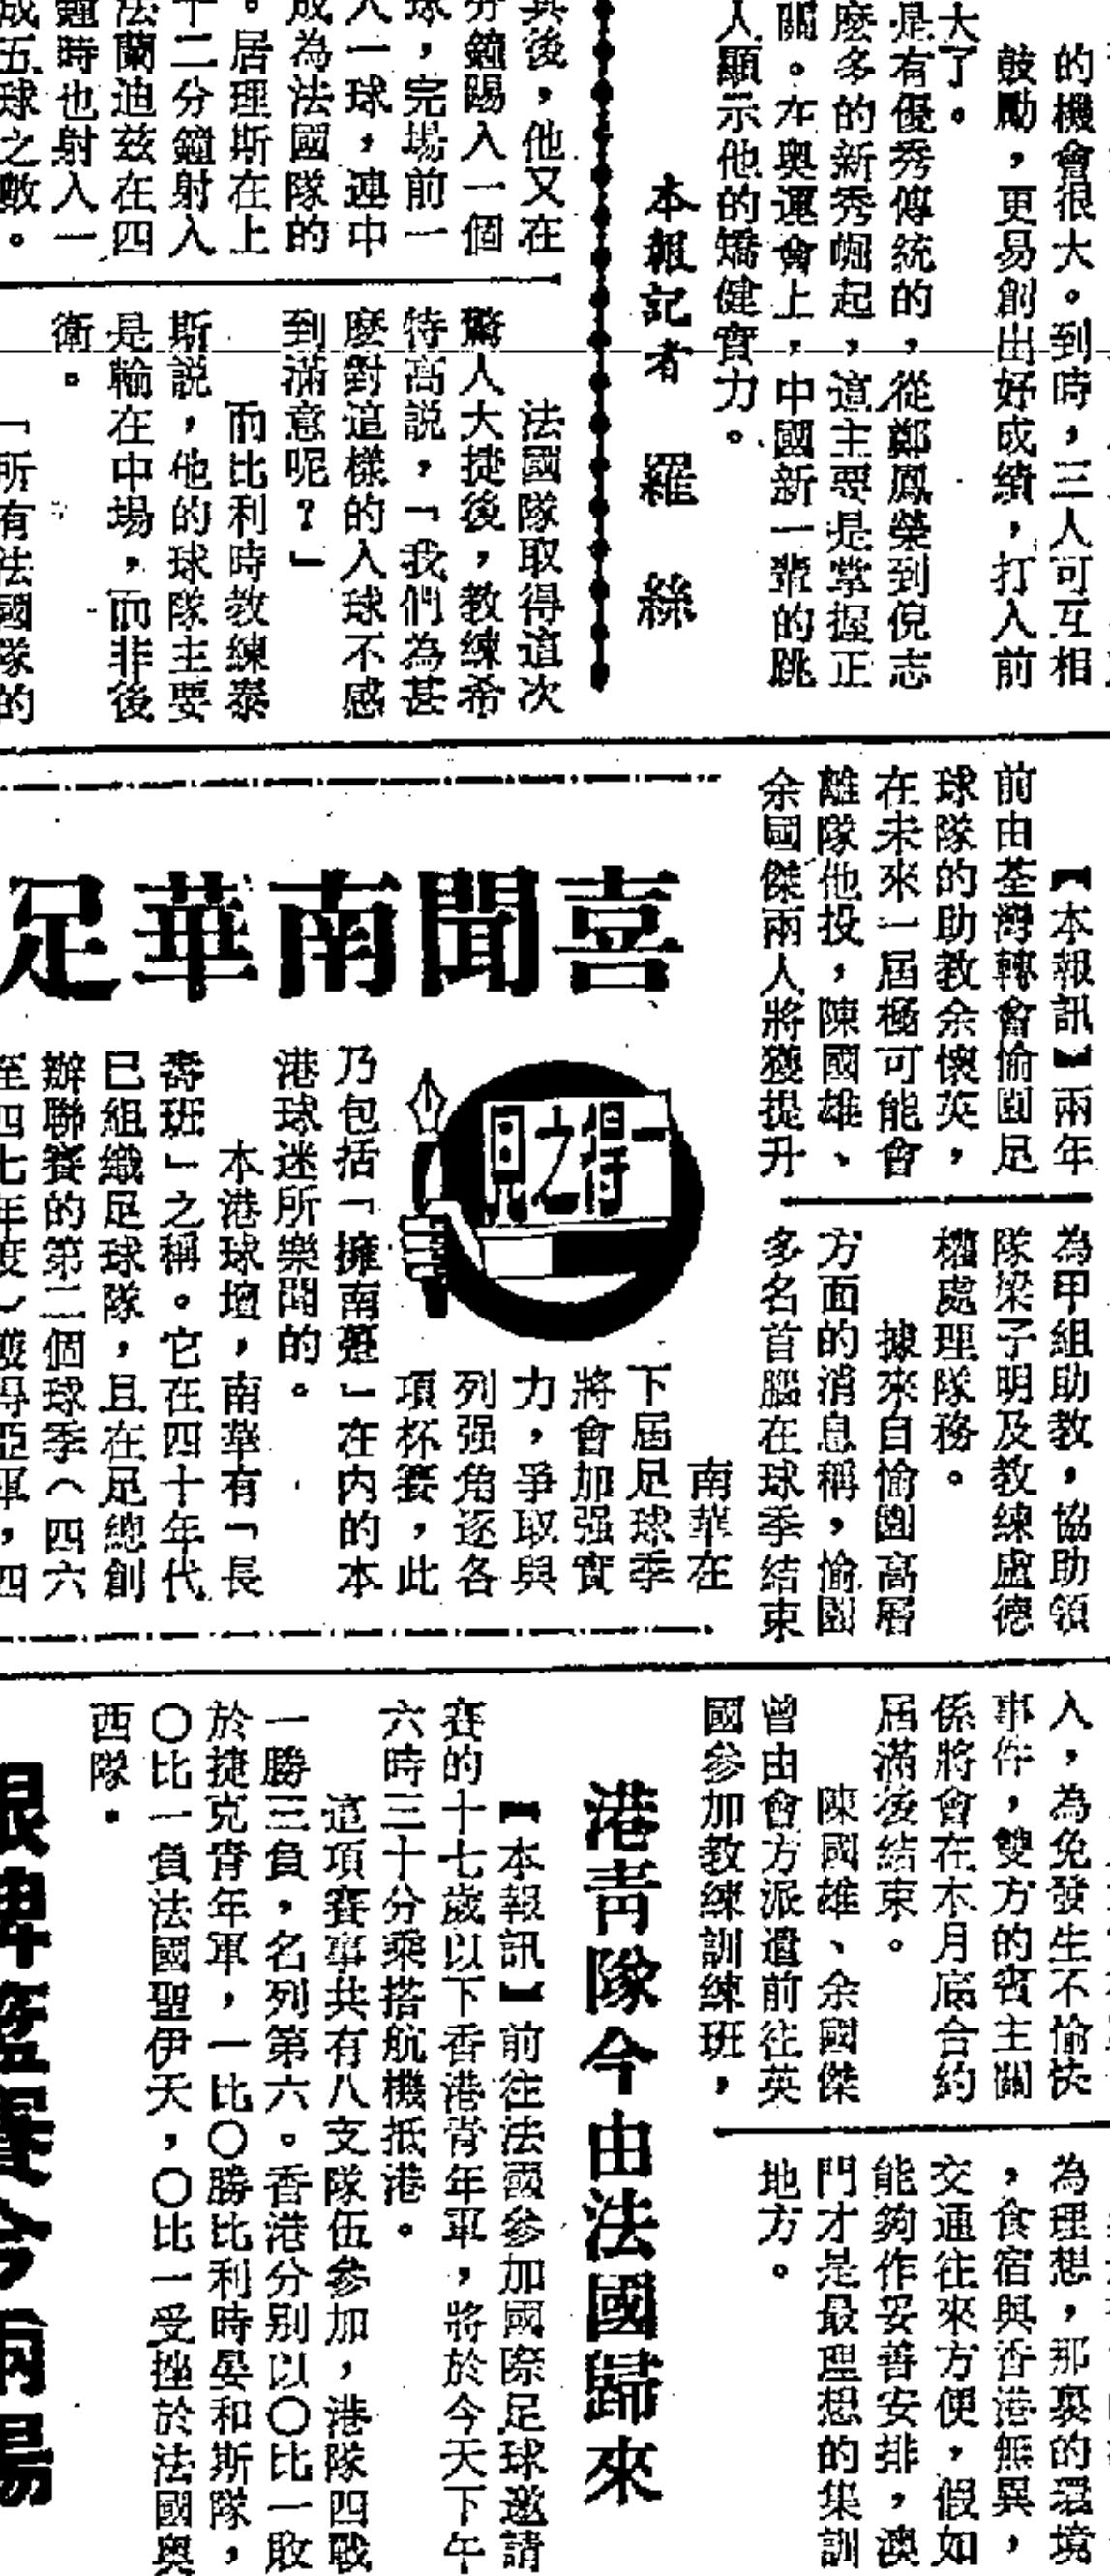 的機會很大。到時，三人可互相
鼓勵，更易創出好成績，打入前
大了。
是有優秀傳統的，從鄭鳳榮到倪志
麽多的新秀崛起，這主要是掌握正
關。在奧運會上，中國新一輩的跳
人顯示他的矯健實力。
本報記者 羅 絲
其後，他又在
分鐘踢入一個
球，完場前一
入一球，連中
成為法國隊的
。居理斯在上
十二分鐘射入
法蘭迪茲在四
鐘時也射入一
成五球之數。
法國隊取得這次
驚人大捷後，教練希
特高説，「我們為甚
麽對這樣的入球不感
到滿意呢？」
而比利時教練泰
斯説，他的球隊主要
是輸在中場，而非後
衛。
「所有法國隊的
【本報訊】兩年
前由荃灣轉會愉園足
球隊的助教余懷英，
在未來一屆極可能會
離隊他投，陳國雄、
余國傑兩人將獲提升
為甲組助教，協助領
隊梁子明及教練盧德
權處理隊務。
據來自愉園高層
方面的消息稱，愉園
多名首腦在球季結束
喜聞南華足
一得之見
南華在
下屆足球季
將會加强實
力，爭取與
列强角逐各
項杯賽，此
乃包括「擁南躉」在內的本
港球迷所樂聞的。
本港球壇，南華有「長
壽班」之稱。它在四十年代
已組織足球隊，且在足總創
辦聯賽的第二個球季（四六
至四七年度）獲得亞軍，四
入，為免發生不愉快
事件，雙方的賓主關
係將會在本月底合約
屆滿後結束。
陳國雄、余國傑
曾由會方派遣前往英
國參加教練訓練班，
為理想，那裏的環境
，食宿與香港無異，
交通往來方便，假如
能夠作妥善安排，澳
門才是最理想的集訓
地方。
港青隊今由法國歸來
【本報訊】前往法國參加國際足球邀請
賽的十七歲以下香港青年軍，將於今天下午
六時三十分乘搭航機抵港。
這項賽事共有八支隊伍參加，港隊四戰
一勝三負，名列第六。香港分别以〇比一敗
於捷克青年軍，一比〇勝比利時晏和斯隊，
〇比一負法國聖伊天，〇比一受挫於法國奥
西隊。
銀牌籃賽今兩場